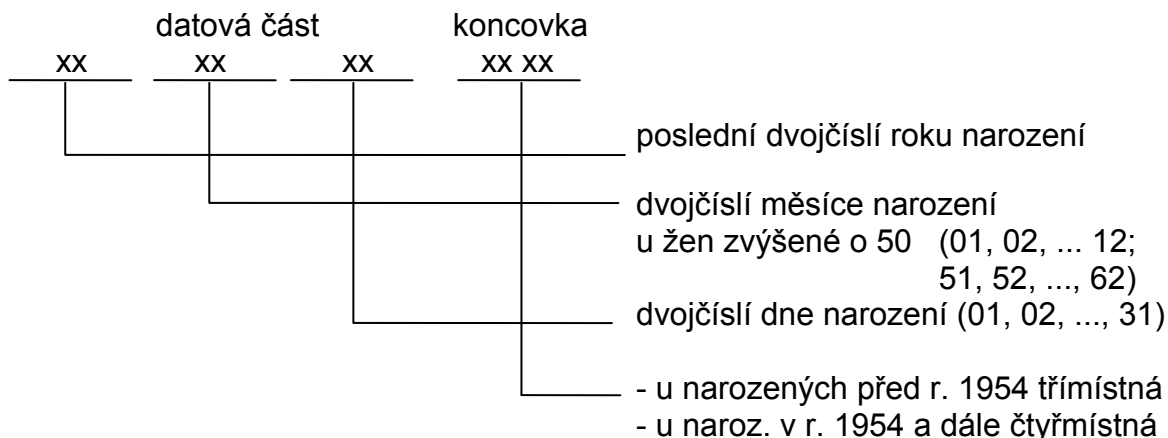 datová část koncovka
xx xx xx xx xx
poslední dvojčíslí roku narození
dvojčíslí měsíce narození
u žen zvýšené o 50 (01, 02, ... 12;
51, 52, ..., 62)
dvojčíslí dne narození (01, 02, ..., 31)
- u narozených před r. 1954 třímístná
- u naroz. v r. 1954 a dále čtyřmístná